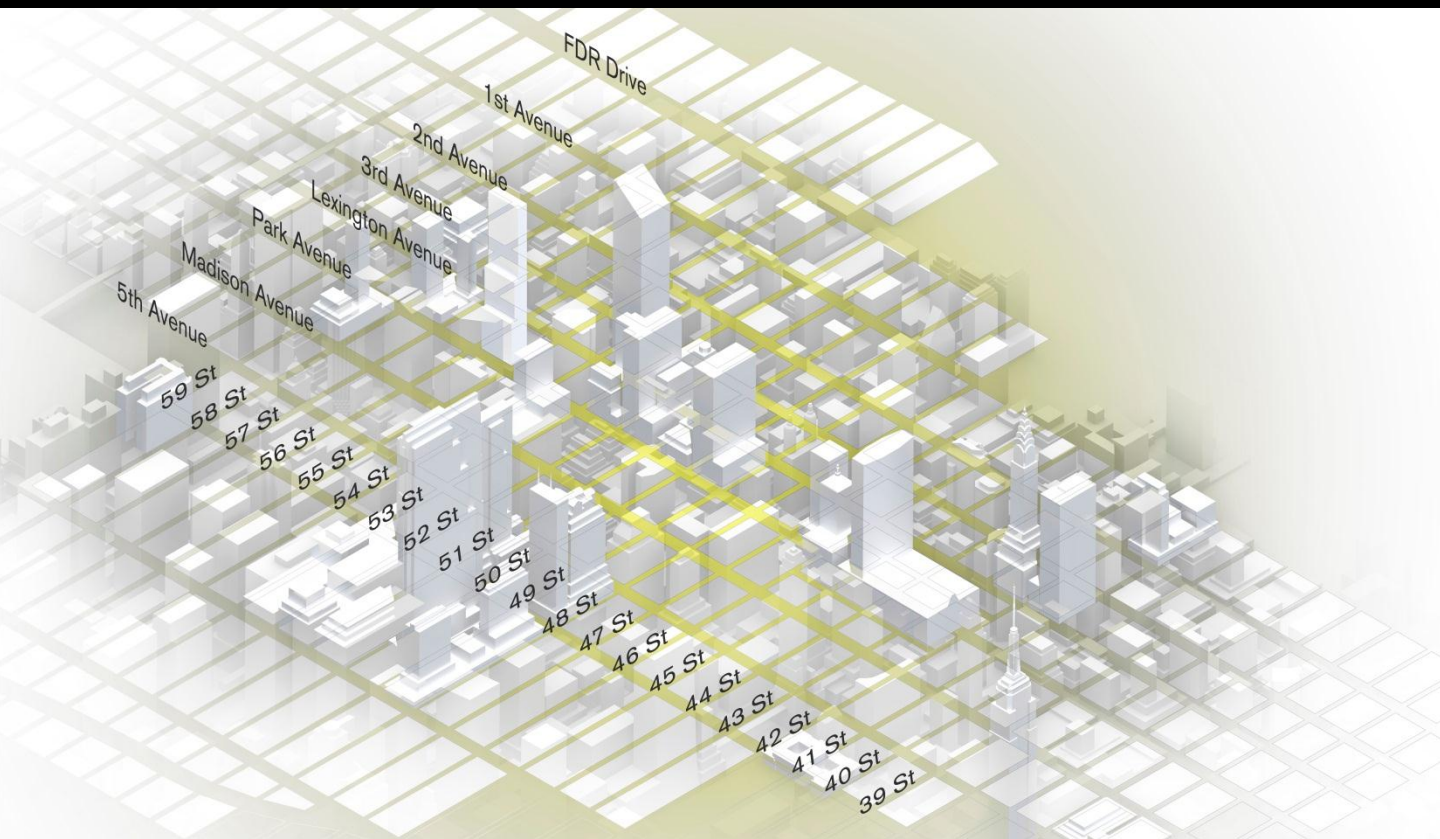 FDR Drive
1st Avenue
2nd Avenue
3rd Avenue
Lexington Avenue
Park Avenue
Madison Avenue
5th Avenue
59 St
58 St
57 St
56 St
55 St
54 St
53 St
52 St
51 St
50 St
49 St
48 St
47 St
46 St
45 St
44 St
43 St
42 St
41 St
40 St
39 St